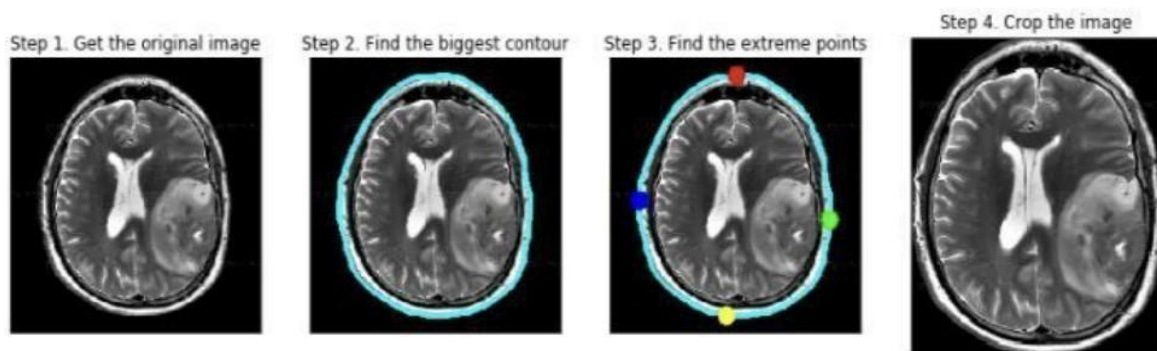 Step 1. Get the original image
Step 2. Find the biggest contour
Step 3. Find the extreme points
Step 4. Crop the image